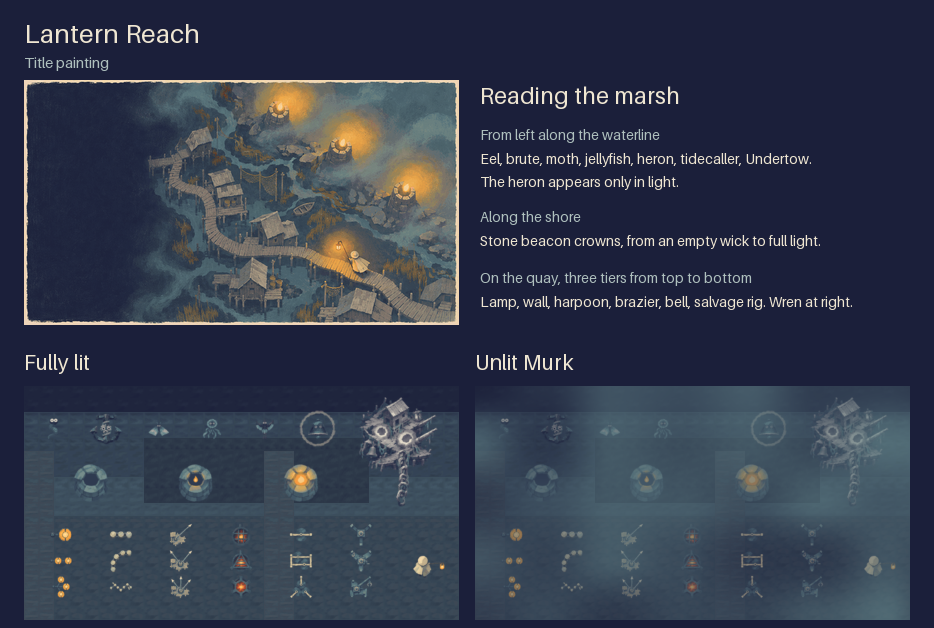 Lantern Reach
Title painting
Reading the marsh
From left along the waterline
Eel, brute, moth, jellyfish, heron, tidecaller, Undertow.
The heron appears only in light.
Along the shore
Stone beacon crowns, from an empty wick to full light.
On the quay, three tiers from top to bottom
Lamp, wall, harpoon, brazier, bell, salvage rig. Wren at right.
Fully lit
Unlit Murk